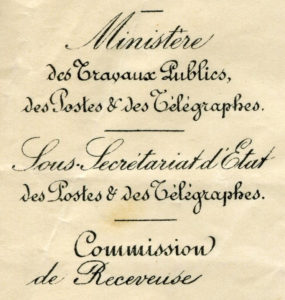 Ministère
des Travaux Publics,
des Postes & des Télégraphes.
Sous-Secrétariat d'Etat
des Postes & des Télégraphes.
Commission
de Receveuse